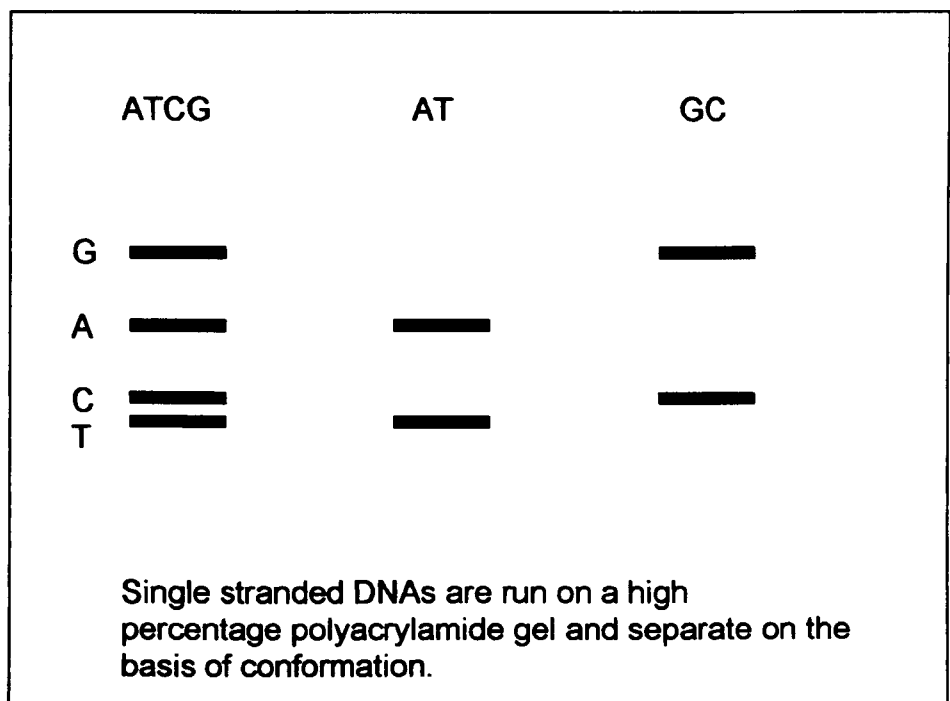 ATCG AT GC
G
A
C
T
Single stranded DNAs are run on a high
percentage polyacrylamide gel and separate on the
basis of conformation.